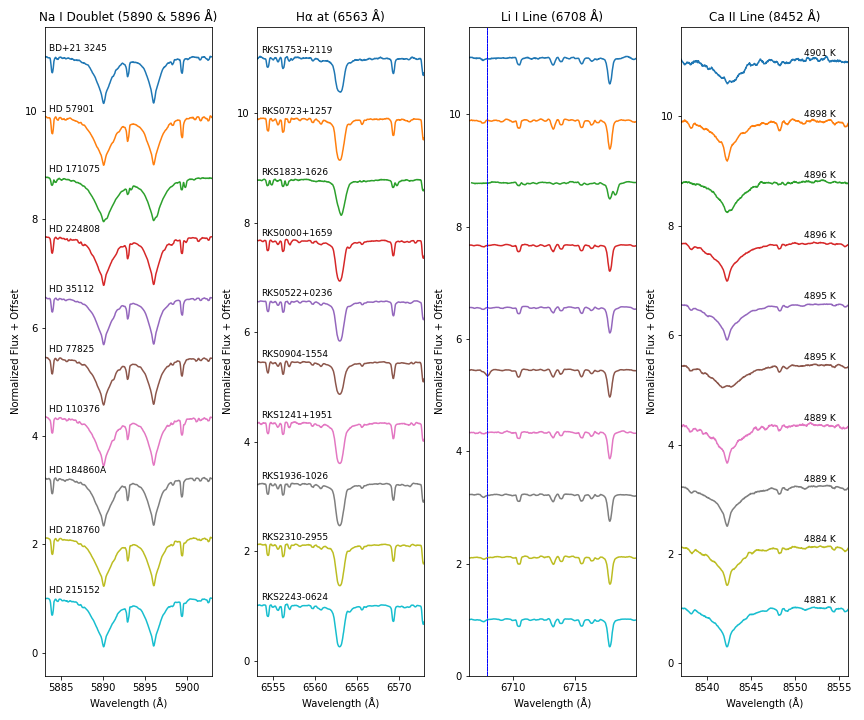 Na I Doublet (5890 & 5896 Å)
Hα at (6563 Å)
Li I Line (6708 Å)
Ca II Line (8452 Å)
BD+21 3245
HD 57901
HD 171075
HD 224808
HD 35112
HD 77825
HD 110376
HD 184860A
HD 218760
HD 215152
RKS1753+2119
RKS0723+1257
RKS1833-1626
RKS0000+1659
RKS0522+0236
RKS0904-1554
RKS1241+1951
RKS1936-1026
RKS2310-2955
RKS2243-0624
4901 K
4898 K
4896 K
4896 K
4895 K
4895 K
4889 K
4889 K
4884 K
4881 K
Normalized Flux + Offset
Normalized Flux + Offset
Normalized Flux + Offset
Normalized Flux + Offset
10
8
6
4
2
0
10
8
6
4
2
0
10
8
6
4
2
0
10
8
6
4
2
0
5885 5890 5895 5900
6555 6560 6565 6570
6710 6715
8540 8545 8550 8555
Wavelength (Å)
Wavelength (Å)
Wavelength (Å)
Wavelength (Å)